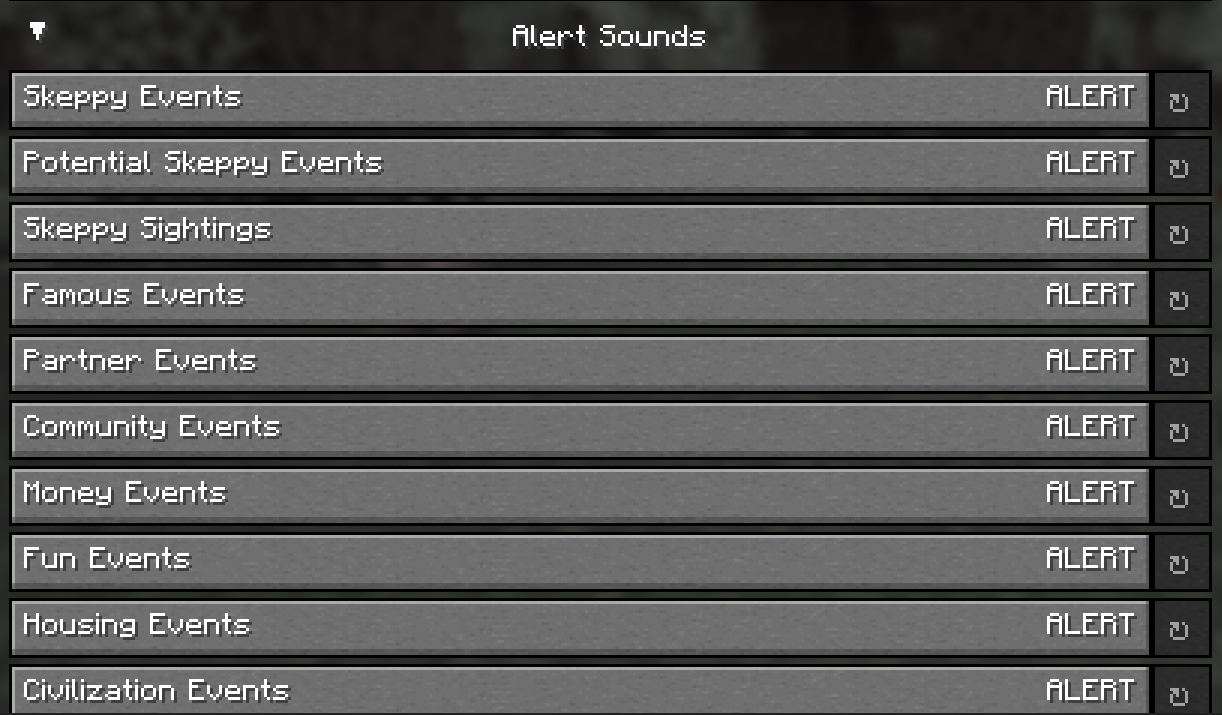 Alert Sounds
Skeppy Events ALERT
Potential Skeppy Events ALERT
Skeppy Sightings ALERT
Famous Events ALERT
Partner Events ALERT
Community Events ALERT
Money Events ALERT
Fun Events ALERT
Housing Events ALERT
Civilization Events ALERT